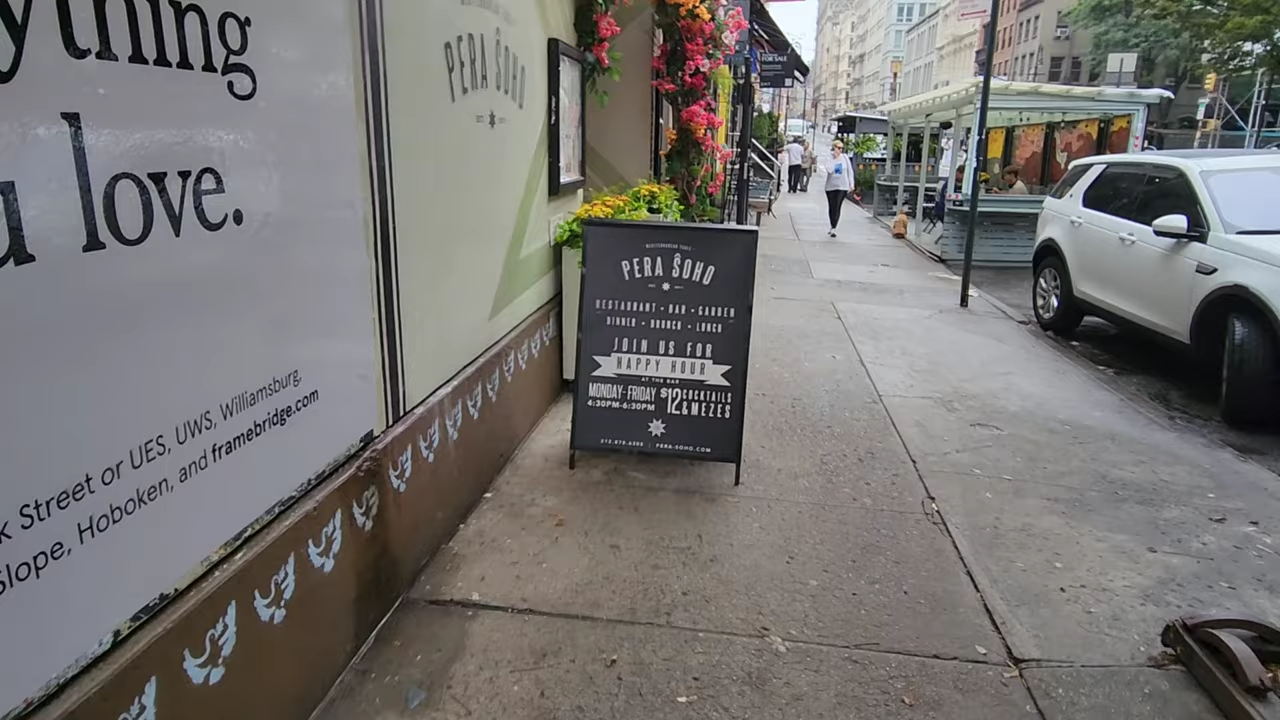 ything
u love.
k Street or UES, UWS, Williamsburg,
Slope, Hoboken, and framebridge.com
PERA ŜOHO
MEDITERRANEAN TABLE
PERA ŜOHO
RESTAURANT • BAR • GARDEN
DINNER • BRUNCH • LUNCH
JOIN US FOR
HAPPY HOUR
AT THE BAR
MONDAY-FRIDAY $12 COCKTAILS
4:30PM-6:30PM & MEZES
PERA-SOHO.COM
FOR SALE